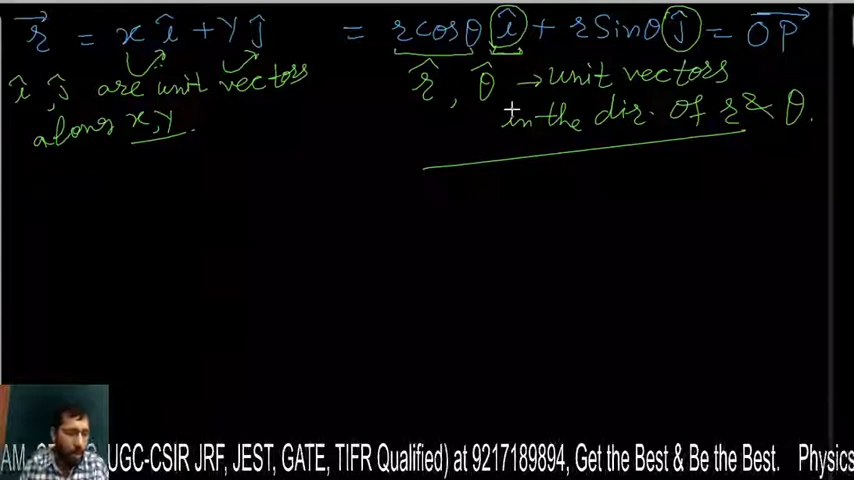 r⃗ = x î + y ĵ = r cosθ î + r Sinθ ĵ = OP⃗
î, ĵ are unit vectors
along x, y.
r̂, θ̂ → unit vectors
in the dir. of r & θ.
UGC-CSIR JRF, JEST, GATE, TIFR Qualified) at 9217189894, Get the Best & Be the Best. Physics